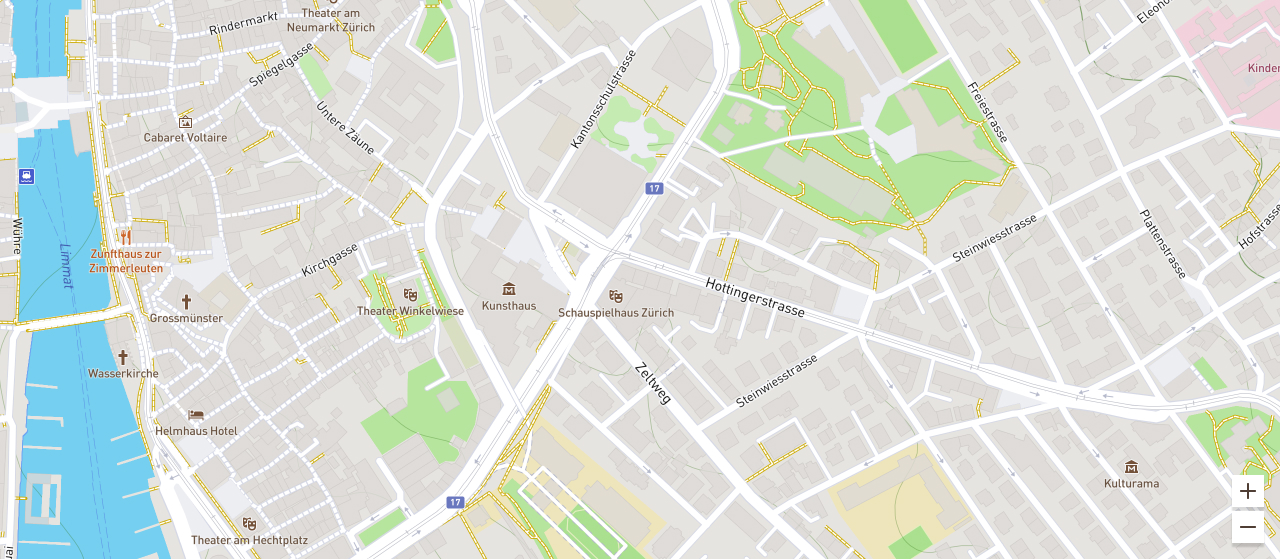 Theater am
Neumarkt Zürich
Rindermarkt
Spiegelgasse
Kantonsschulstrasse
Freiestrasse
Kinder
Cabaret Voltaire
Untere Zäune
17
Plattenstrasse
Hofstrasse
Wühre
Limmat
Zunfthaus zur
Zimmerleuten
Kirchgasse
Steinwiesstrasse
Hottingerstrasse
Grossmünster
Theater Winkelwiese
Kunsthaus
Schauspielhaus Zürich
Wasserkirche
Zeltweg
Steinwiesstrasse
Helmhaus Hotel
Kulturama
17
Theater am Hechtplatz
+
−